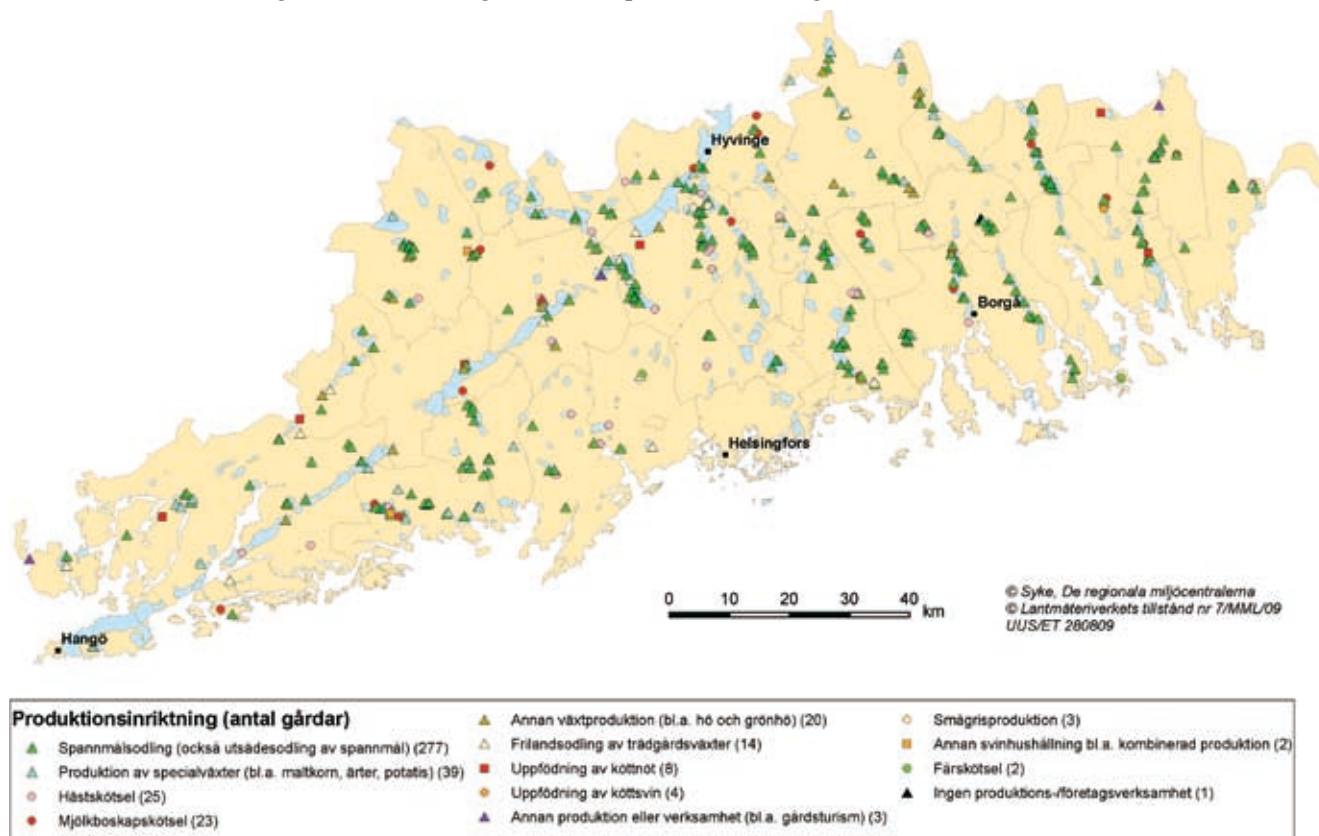 Hyvinge
Borgå
Helsingfors
Hangö
0 10 20 30 40
km
© Syke, De regionala miljöcentralerna
© Lantmäteriverkets tillstånd nr 7/MML/09
UUS/ET 280809
Produktionsinriktning (antal gårdar)
Spannmålsodling (också utsädesodling av spannmål) (277)
Produktion av specialväxter (bl.a. maltkorn, ärter, potatis) (39)
Hästskötsel (25)
Mjölkboskapskötsel (23)
Annan växtproduktion (bl.a. hö och grönhö) (20)
Frilandsodling av trädgårdsväxter (14)
Uppfödning av köttnöt (8)
Uppfödning av köttsvin (4)
Annan produktion eller verksamhet (bl.a. gårdsturism) (3)
Smågrisproduktion (3)
Annan svinhushållning bl.a. kombinerad produktion (2)
Fårskötsel (2)
Ingen produktions-/företagsverksamhet (1)